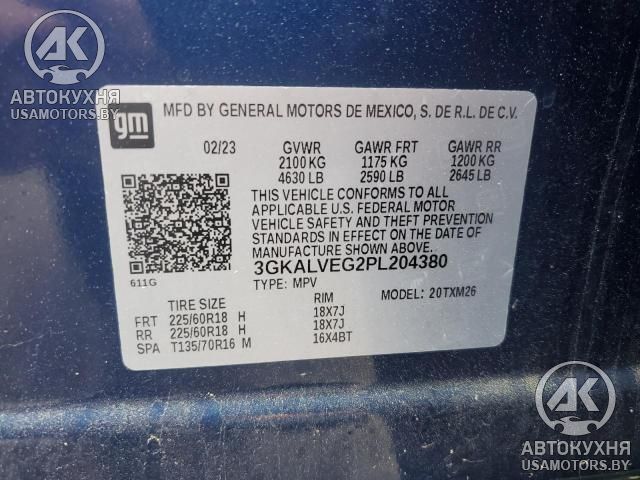 AK
АВТОКУХНЯ
USAMOTORS.BY
gm
MFD BY GENERAL MOTORS DE MEXICO, S. DE R.L. DE C.V.
02/23 GVWR GAWR FRT GAWR RR
2100 KG 1175 KG 1200 KG
4630 LB 2590 LB 2645 LB
THIS VEHICLE CONFORMS TO ALL
APPLICABLE U.S. FEDERAL MOTOR
VEHICLE SAFETY AND THEFT PREVENTION
STANDARDS IN EFFECT ON THE DATE OF
MANUFACTURE SHOWN ABOVE.
3GKALVEG2PL204380
611G
TYPE: MPV MODEL: 20TXM26
TIRE SIZE RIM
FRT 225/60R18 H 18X7J
RR 225/60R18 H 18X7J
SPA T135/70R16 M 16X4BT
AK
АВТОКУХНЯ
USAMOTORS.BY